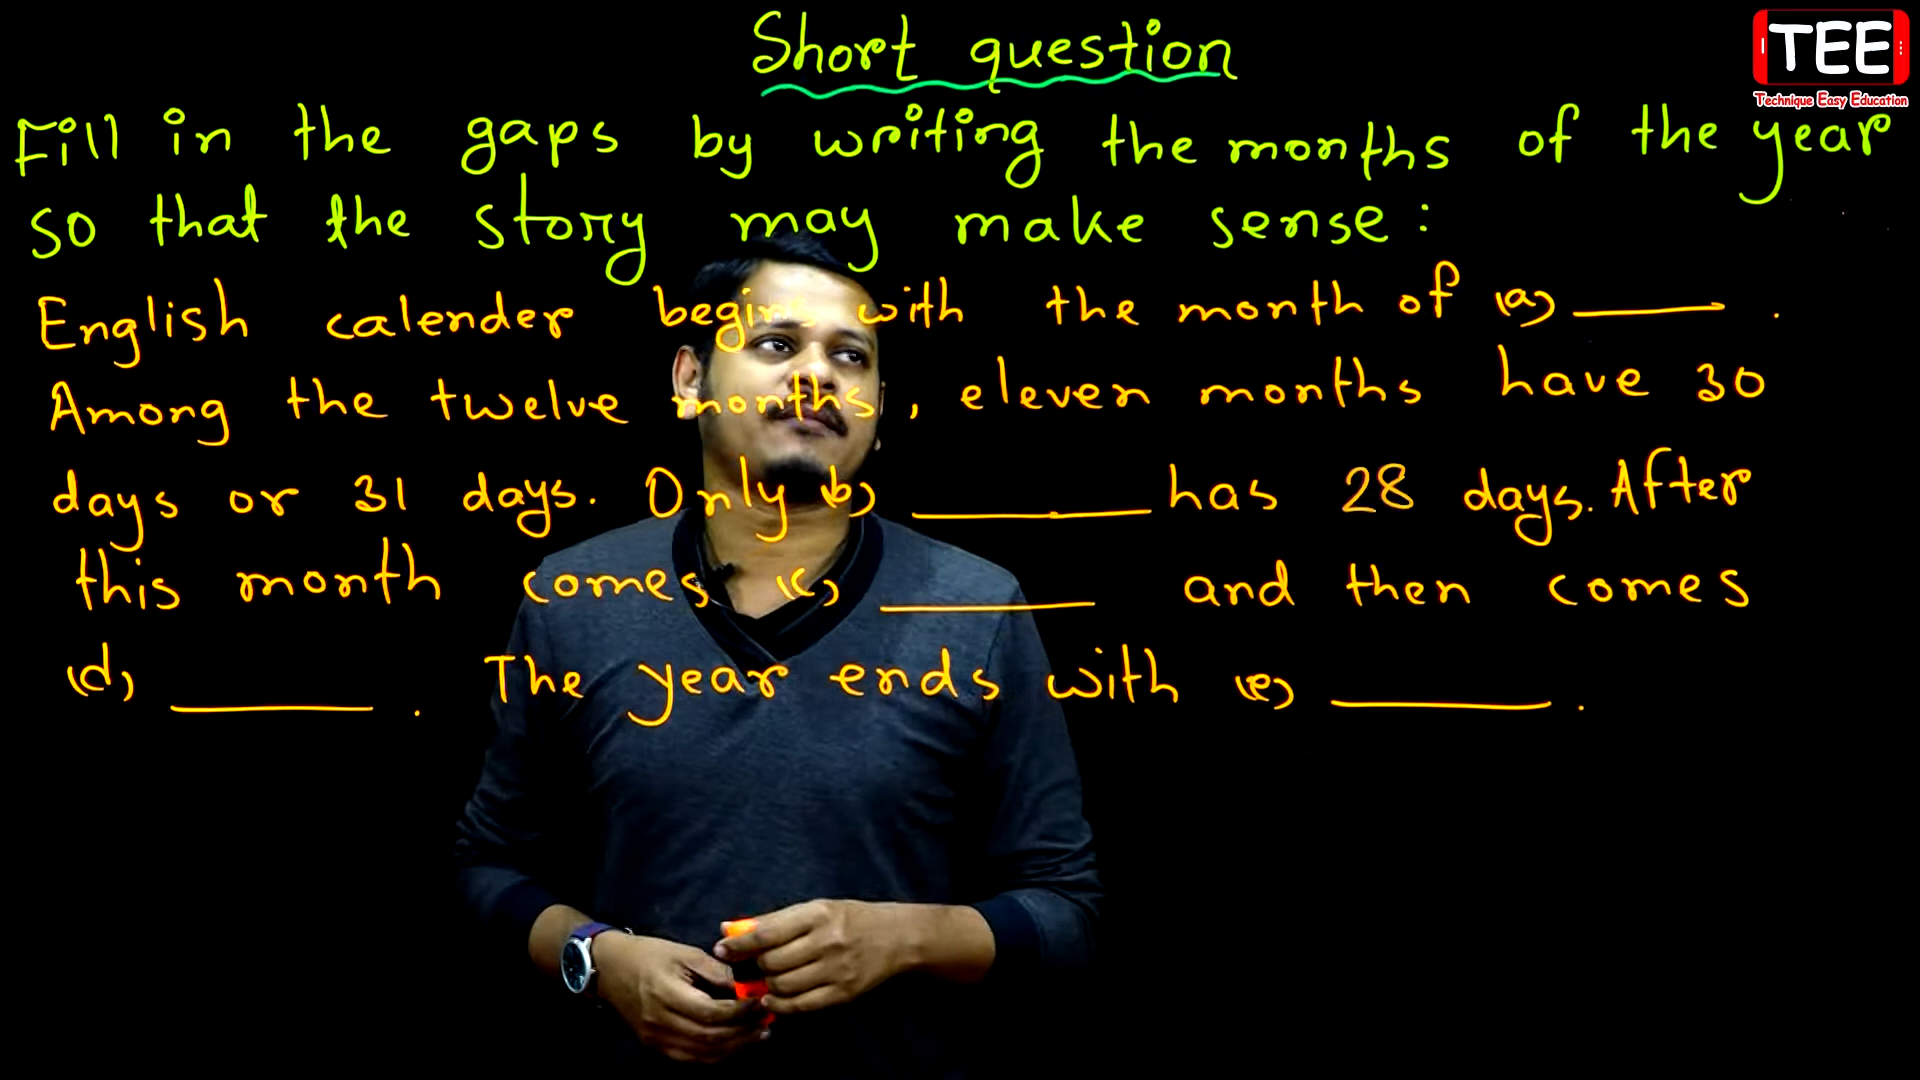 Short question
TEE
Technique Easy Education
Fill in the gaps by writing the months of the year
so that the story may make sense:
English calender begins with the month of (a) ______ .
Among the twelve months, eleven months have 30
days or 31 days. Only b) ______ has 28 days. After
this month comes (c) ______ and then comes
(d) ______ . The year ends with (e) ______ .